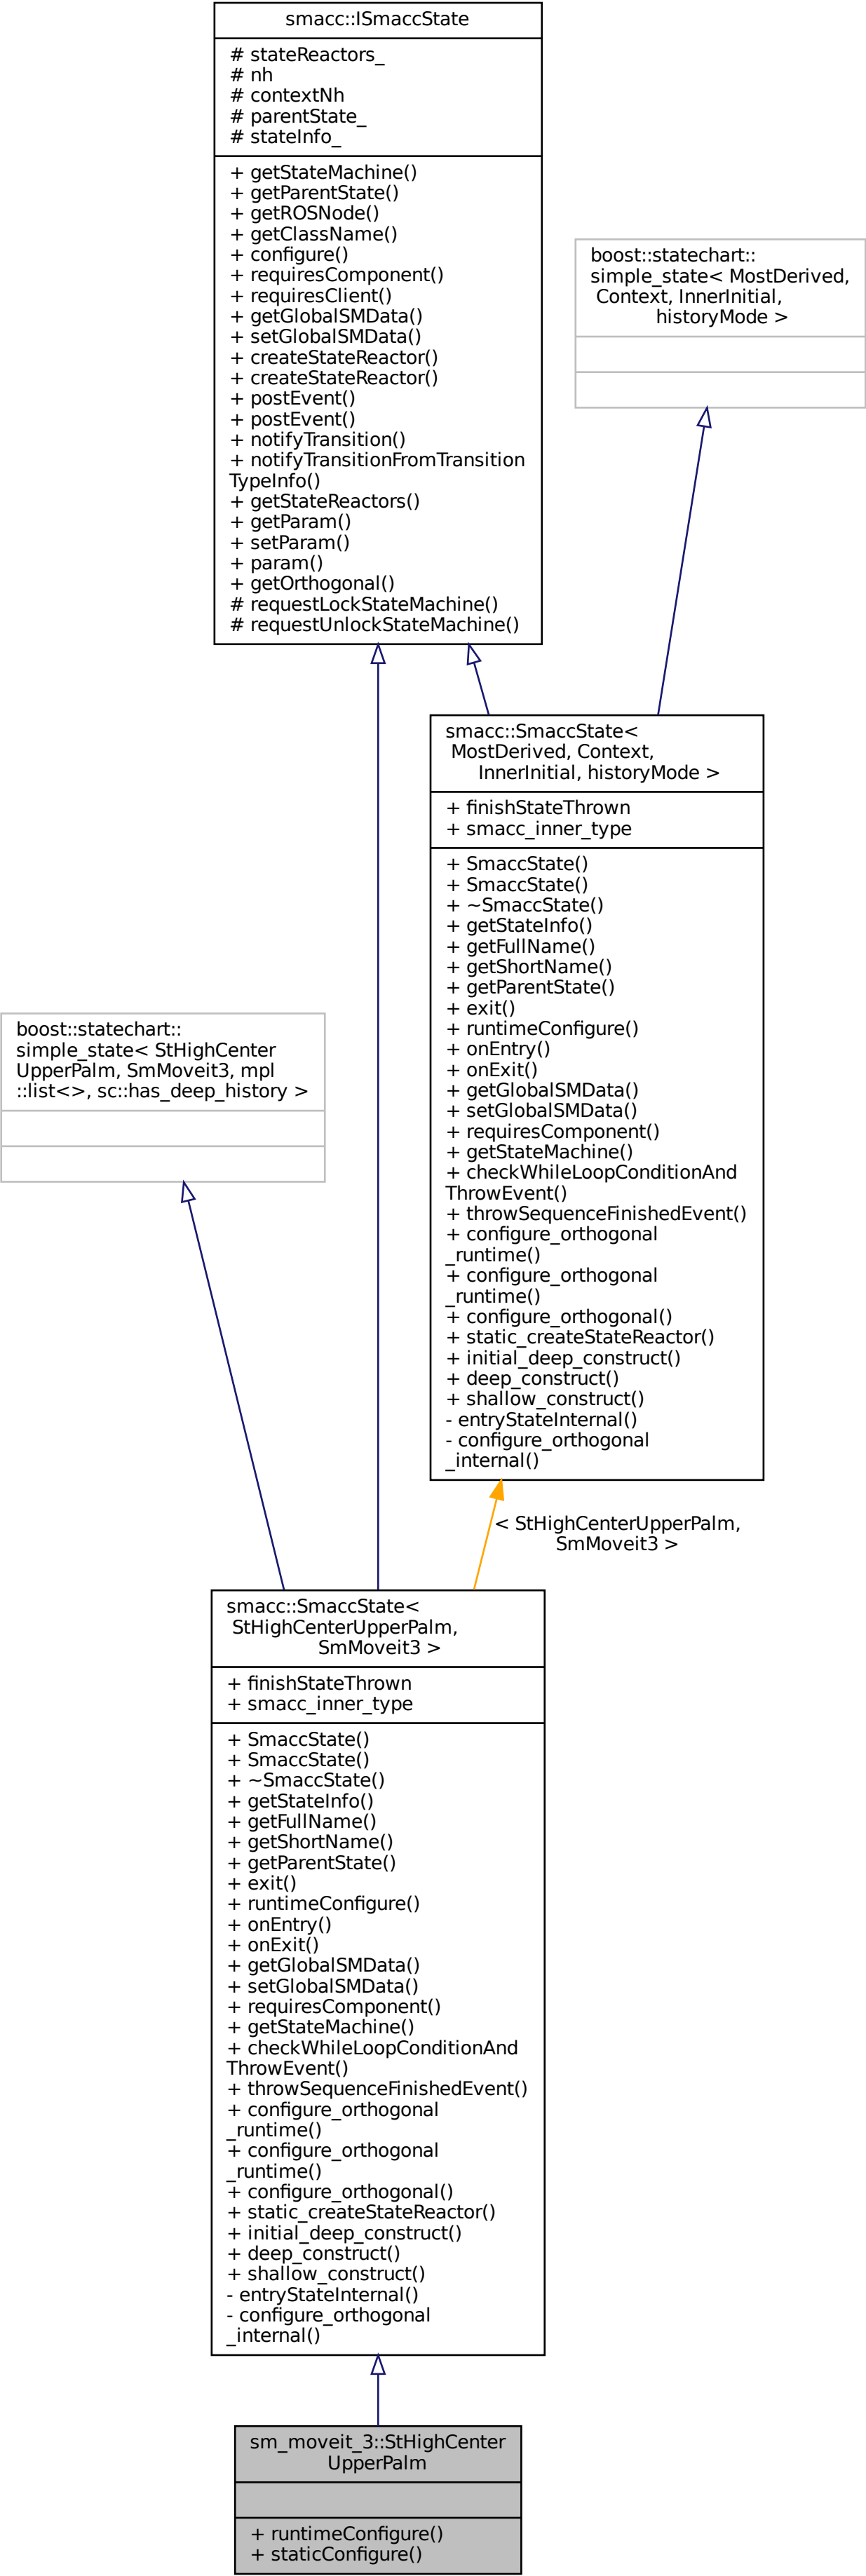 smacc::ISmaccState
# stateReactors_
# nh
# contextNh
# parentState_
# stateInfo_
+ getStateMachine()
+ getParentState()
+ getROSNode()
+ getClassName()
+ configure()
+ requiresComponent()
+ requiresClient()
+ getGlobalSMData()
+ setGlobalSMData()
+ createStateReactor()
+ createStateReactor()
+ postEvent()
+ postEvent()
+ notifyTransition()
+ notifyTransitionFromTransition
TypeInfo()
+ getStateReactors()
+ getParam()
+ setParam()
+ param()
+ getOrthogonal()
# requestLockStateMachine()
# requestUnlockStateMachine()
boost::statechart::
simple_state< MostDerived,
Context, InnerInitial,
historyMode >
smacc::SmaccState<
MostDerived, Context,
InnerInitial, historyMode >
+ finishStateThrown
+ smacc_inner_type
+ SmaccState()
+ SmaccState()
+ ~SmaccState()
+ getStateInfo()
+ getFullName()
+ getShortName()
+ getParentState()
+ exit()
+ runtimeConfigure()
+ onEntry()
+ onExit()
+ getGlobalSMData()
+ setGlobalSMData()
+ requiresComponent()
+ getStateMachine()
+ checkWhileLoopConditionAnd
ThrowEvent()
+ throwSequenceFinishedEvent()
+ configure_orthogonal
_runtime()
+ configure_orthogonal
_runtime()
+ configure_orthogonal()
+ static_createStateReactor()
+ initial_deep_construct()
+ deep_construct()
+ shallow_construct()
- entryStateInternal()
- configure_orthogonal
_internal()
boost::statechart::
simple_state< StHighCenter
UpperPalm, SmMoveit3, mpl
::list<>, sc::has_deep_history >
< StHighCenterUpperPalm,
SmMoveit3 >
smacc::SmaccState<
StHighCenterUpperPalm,
SmMoveit3 >
+ finishStateThrown
+ smacc_inner_type
+ SmaccState()
+ SmaccState()
+ ~SmaccState()
+ getStateInfo()
+ getFullName()
+ getShortName()
+ getParentState()
+ exit()
+ runtimeConfigure()
+ onEntry()
+ onExit()
+ getGlobalSMData()
+ setGlobalSMData()
+ requiresComponent()
+ getStateMachine()
+ checkWhileLoopConditionAnd
ThrowEvent()
+ throwSequenceFinishedEvent()
+ configure_orthogonal
_runtime()
+ configure_orthogonal
_runtime()
+ configure_orthogonal()
+ static_createStateReactor()
+ initial_deep_construct()
+ deep_construct()
+ shallow_construct()
- entryStateInternal()
- configure_orthogonal
_internal()
sm_moveit_3::StHighCenter
UpperPalm
+ runtimeConfigure()
+ staticConfigure()